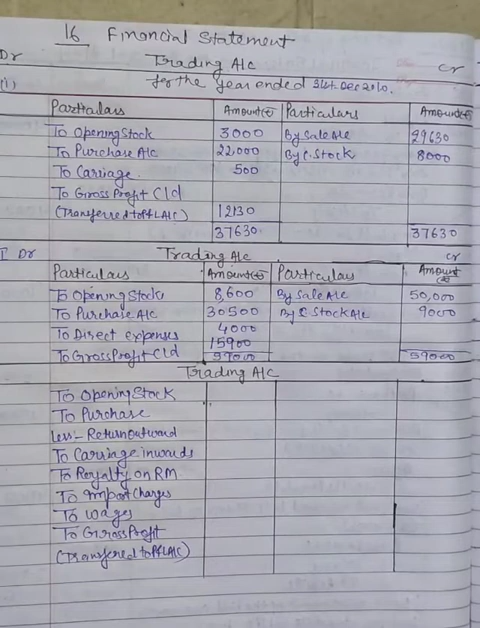 16 Financial Statement
Dr Trading A/c Cr
for the year ended 31st Dec 2010.
(i)
Particulars Amount(₹) Particulars Amount(₹)
To Opening Stock 3000 By Sale A/c 29630
To Purchase A/c 22,000 By C. Stock 8000
To Carriage. 500
To Gross Profit C/d
(Transferred to P&L A/C) 12130
37630 37630
I Dr Trading A/c Cr
Particulars Amount(₹) Particulars Amount (₹)
To Opening Stock 8,600 By Sale A/c 50,000
To Purchase A/c 30500 By C Stock A/c 9000
To Direct expenses 4000
To Gross Profit C/d 15900
59000 59000
Trading A/C
To Opening Stock
To Purchase
Less:- Return outward
To Carriage inwards
To Royalty on RM
To Import Charges
To Wages
To Gross Profit
(Transfered to P&L A/C)